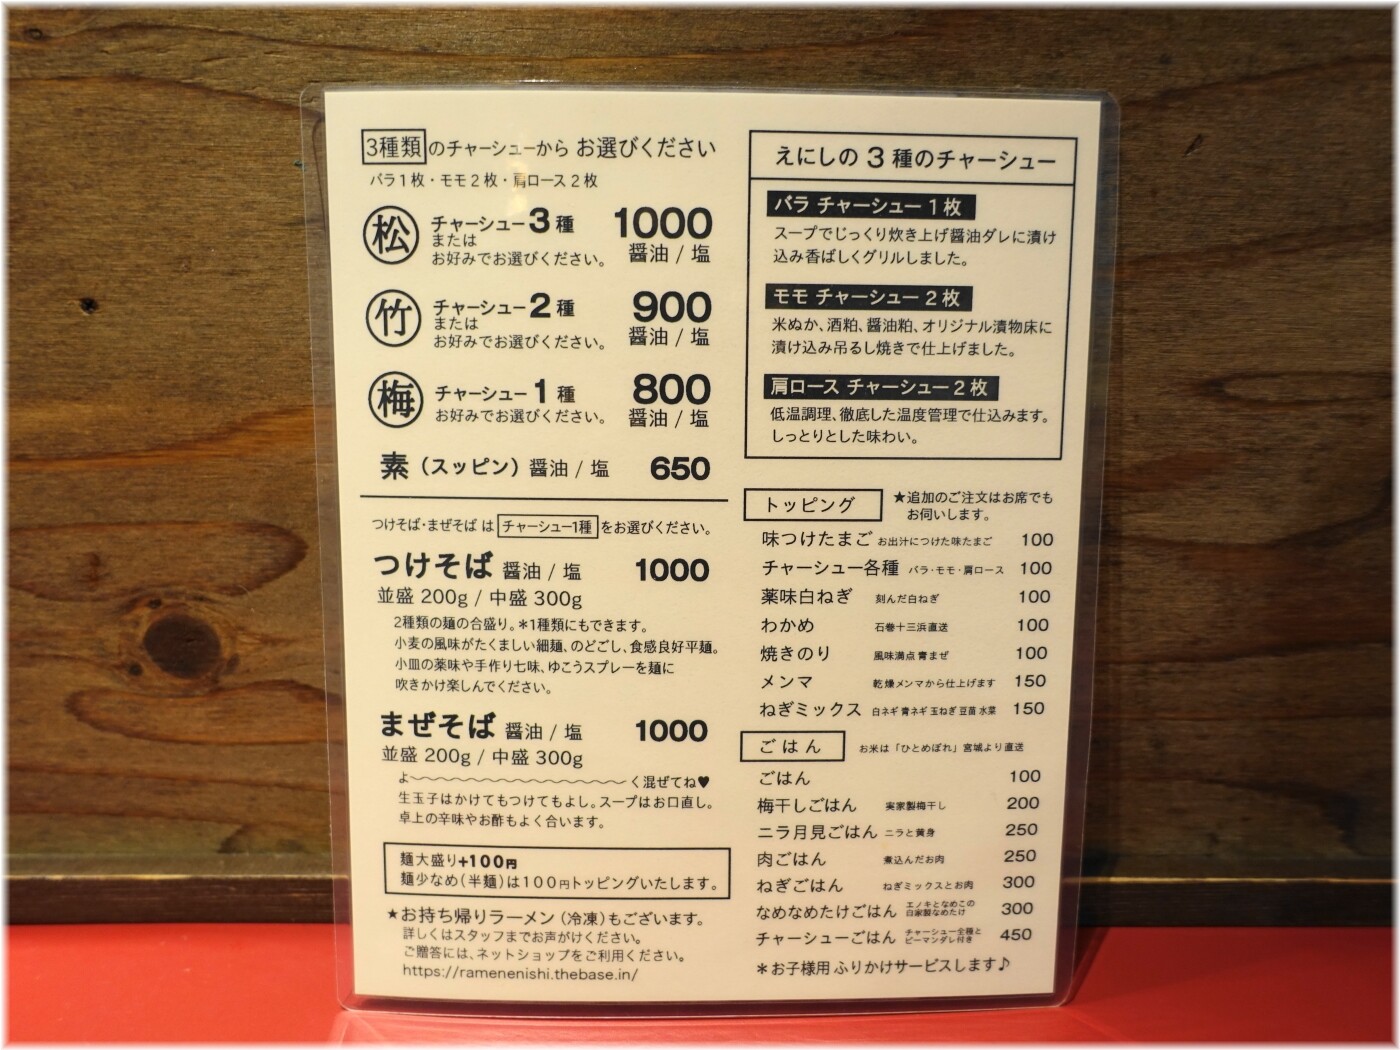 3種類のチャーシューから お選びください
バラ1枚・モモ2枚・肩ロース2枚
松 チャーシュー3種 1000
または
お好みでお選びください。 醤油 / 塩
竹 チャーシュー2種 900
または
お好みでお選びください。 醤油 / 塩
梅 チャーシュー1種 800
お好みでお選びください。 醤油 / 塩
素(スッピン)醤油 / 塩 650
つけそば・まぜそば は チャーシュー1種 をお選びください。
つけそば 醤油 / 塩 1000
並盛 200g / 中盛 300g
2種類の麺の合盛り。*1種類にもできます。
小麦の風味がたくましい細麺、のどごし、食感良好平麺。
小皿の薬味や手作り七味、ゆこうスプレーを麺に
吹きかけ楽しんでください。
まぜそば 醤油 / 塩 1000
並盛 200g / 中盛 300g
よ〜〜〜〜〜〜〜〜〜〜〜く混ぜてね♥
生玉子はかけてもつけてもよし。スープはお口直し。
卓上の辛味やお酢もよく合います。
麺大盛り+100円
麺少なめ(半麺)は100円トッピングいたします。
★お持ち帰りラーメン(冷凍)もございます。
詳しくはスタッフまでお声がけください。
ご贈答には、ネットショップをご利用ください。
https://ramenenishi.thebase.in/
えにしの 3 種のチャーシュー
バラ チャーシュー 1 枚
スープでじっくり炊き上げ醤油ダレに漬け
込み香ばしくグリルしました。
モモ チャーシュー 2 枚
米ぬか、酒粕、醤油粕、オリジナル漬物床に
漬け込み吊るし焼きで仕上げました。
肩ロース チャーシュー 2 枚
低温調理、徹底した温度管理で仕込みます。
しっとりとした味わい。
トッピング ★追加のご注文はお席でも
お伺いします。
味つけたまご お出汁につけた味たまご 100
チャーシュー各種 バラ・モモ・肩ロース 100
薬味白ねぎ 刻んだ白ねぎ 100
わかめ 石巻十三浜直送 100
焼きのり 風味満点 青まぜ 100
メンマ 乾燥メンマから仕上げます 150
ねぎミックス 白ネギ 青ネギ 玉ねぎ 豆苗 水菜 150
ごはん お米は「ひとめぼれ」宮城より直送
ごはん 100
梅干しごはん 実家製梅干し 200
ニラ月見ごはん ニラと黄身 250
肉ごはん 煮込んだお肉 250
ねぎごはん ねぎミックスとお肉 300
なめなめたけごはん エノキとなめこの 300
自家製なめたけ
チャーシューごはん チャーシュー全種と 450
ピーマンダレ付き
*お子様用 ふりかけサービスします♪